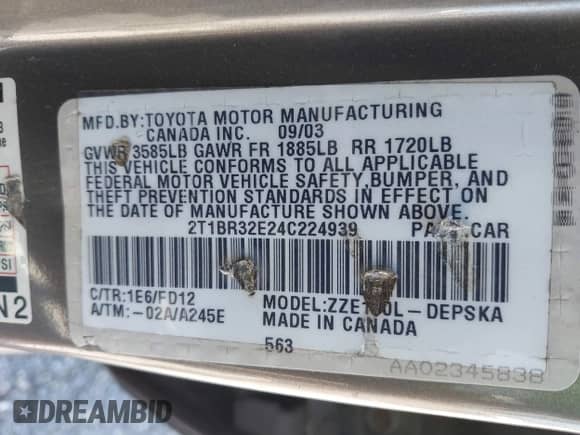 MFD.BY:TOYOTA MOTOR MANUFACTURING
CANADA INC. 09/03
GVWR 3585LB GAWR FR 1885LB RR 1720LB
THIS VEHICLE CONFORMS TO ALL APPLICABLE
FEDERAL MOTOR VEHICLE SAFETY,BUMPER, AND
THEFT PREVENTION STANDARDS IN EFFECT ON
THE DATE OF MANUFACTURE SHOWN ABOVE.
2T1BR32E24C224939 CAR
C/TR:1E6/FD12 MODEL: DEPSKA
A/TM:-02A/A245E MADE IN CANADA
563
AA02345838
SI
N2
DREAMBID